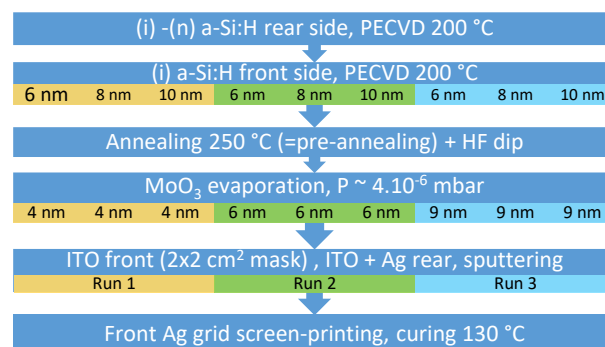 (i) -(n) a-Si:H rear side, PECVD 200 °C
(i) a-Si:H front side, PECVD 200 °C
6 nm 8 nm 10 nm 6 nm 8 nm 10 nm 6 nm 8 nm 10 nm
Annealing 250 °C (=pre-annealing) + HF dip
MoO₃ evaporation, P ~ 4.10⁻⁶ mbar
4 nm 4 nm 4 nm 6 nm 6 nm 6 nm 9 nm 9 nm 9 nm
ITO front (2x2 cm² mask) , ITO + Ag rear, sputtering
Run 1 Run 2 Run 3
Front Ag grid screen-printing, curing 130 °C